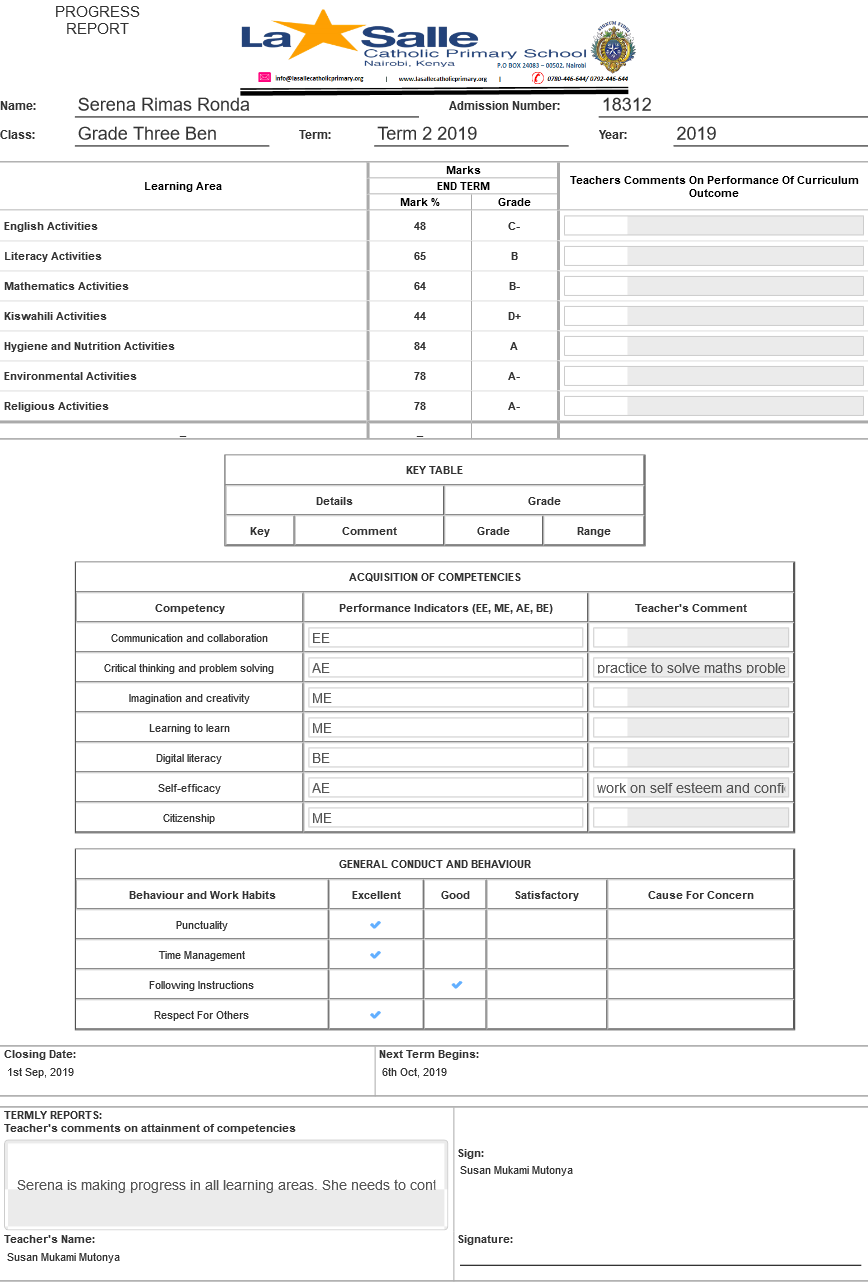 PROGRESS
REPORT
La Salle
Catholic Primary School
Nairobi, Kenya
P.O BOX 24083 – 00502, Nairobi
info@lasallecatholicprimary.org | www.lasallecatholicprimary.org | 0780-446-644/ 0792-446-644
Name: Serena Rimas Ronda Admission Number: 18312
Class: Grade Three Ben Term: Term 2 2019 Year: 2019
Learning Area Marks Teachers Comments On Performance Of Curriculum Outcome
END TERM
Mark % Grade
English Activities 48 C-
Literacy Activities 65 B
Mathematics Activities 64 B-
Kiswahili Activities 44 D+
Hygiene and Nutrition Activities 84 A
Environmental Activities 78 A-
Religious Activities 78 A-
_ _
KEY TABLE
Details Grade
Key Comment Grade Range
ACQUISITION OF COMPETENCIES
Competency Performance Indicators (EE, ME, AE, BE) Teacher's Comment
Communication and collaboration EE
Critical thinking and problem solving AE practice to solve maths proble
Imagination and creativity ME
Learning to learn ME
Digital literacy BE
Self-efficacy AE work on self esteem and confi
Citizenship ME
GENERAL CONDUCT AND BEHAVIOUR
Behaviour and Work Habits Excellent Good Satisfactory Cause For Concern
Punctuality ✓
Time Management ✓
Following Instructions ✓
Respect For Others ✓
Closing Date: Next Term Begins:
1st Sep, 2019 6th Oct, 2019
TERMLY REPORTS:
Teacher's comments on attainment of competencies
Serena is making progress in all learning areas. She needs to cont
Sign:
Susan Mukami Mutonya
Teacher's Name: Signature:
Susan Mukami Mutonya